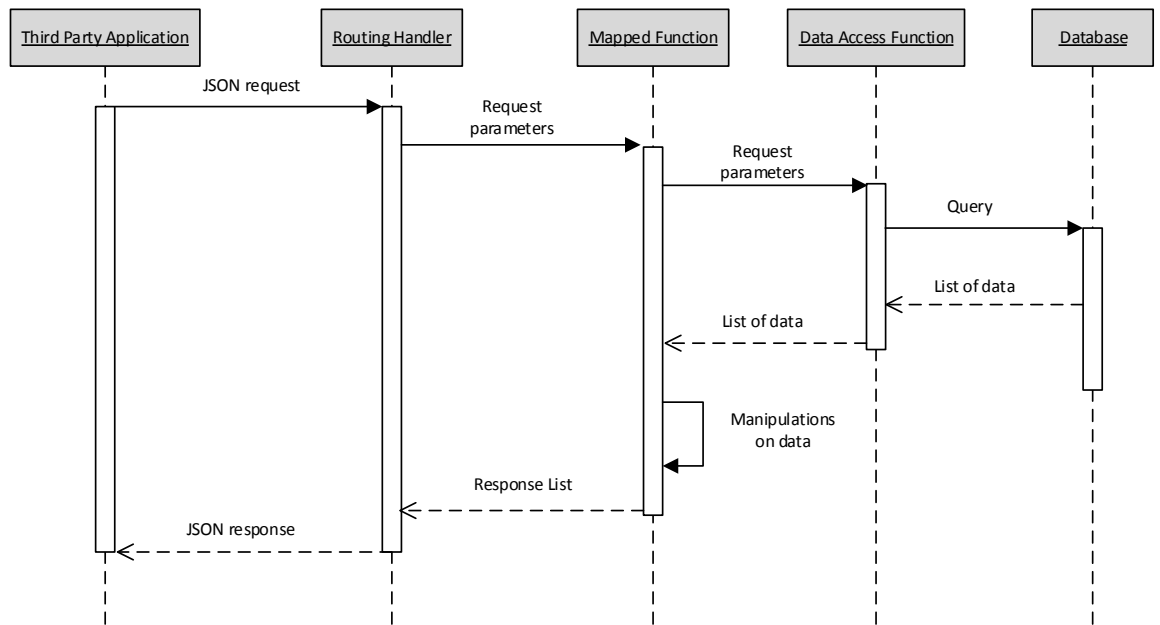 Third Party Application
Routing Handler
Mapped Function
Data Access Function
Database
JSON request
Request
parameters
Request
parameters
Query
List of data
List of data
Manipulations
on data
Response List
JSON response